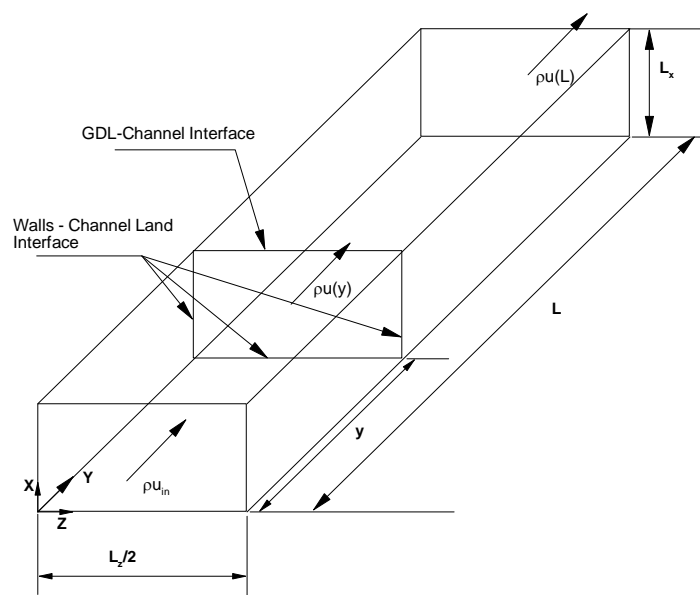 ρu(L)
Lx
GDL-Channel Interface
Walls - Channel Land
Interface
ρu(y)
L
y
X
Y
ρuin
Z
Lz/2